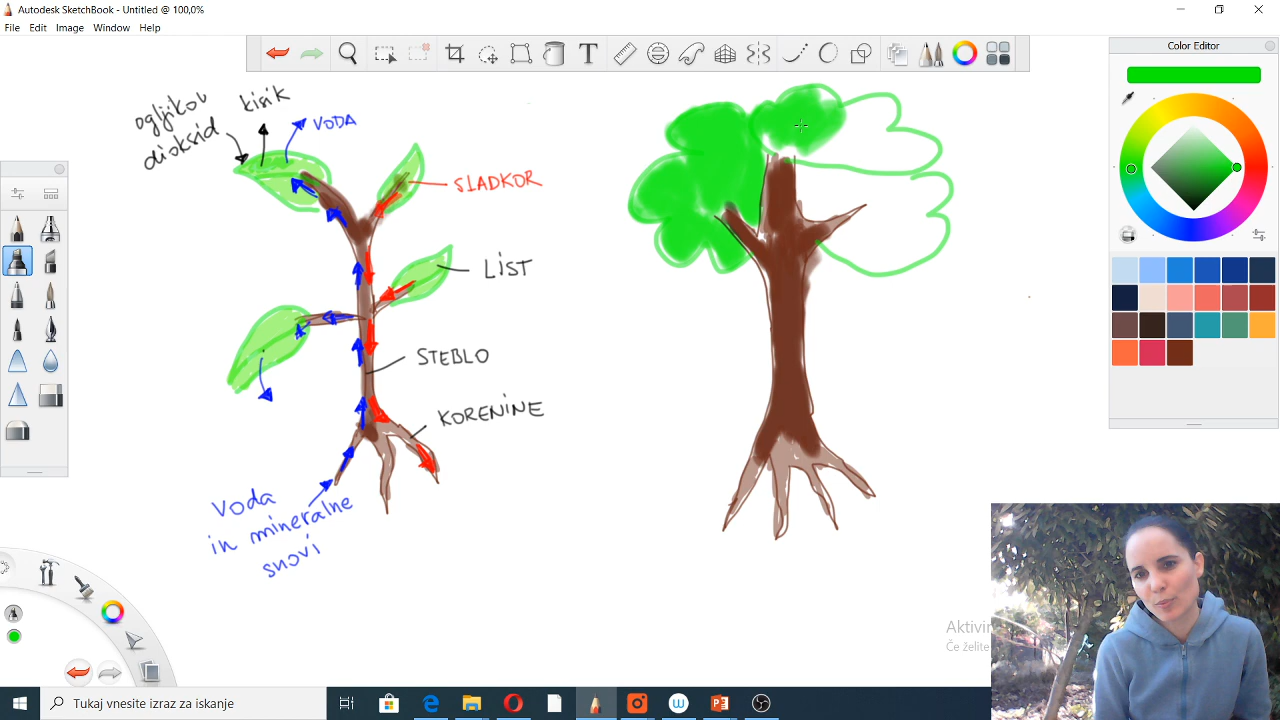 Autodesk SketchBook - Untitled @ 100,0%
File Edit Image Window Help
Color Editor
ogljikov
dioksid
kisik
VODA
SLADKOR
LIST
STEBLO
KORENINE
Voda
in mineralne
snovi
Če želite
Tukaj vnesite izraz za iskanje